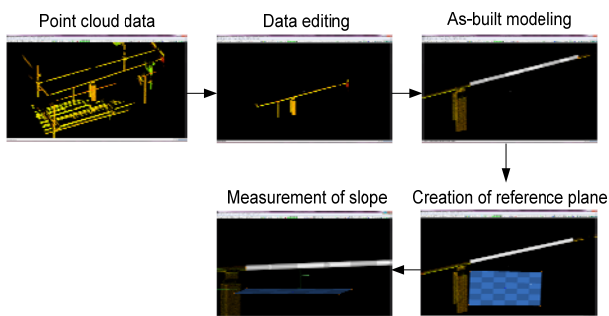 Point cloud data
Data editing
As-built modeling
Measurement of slope
Creation of reference plane